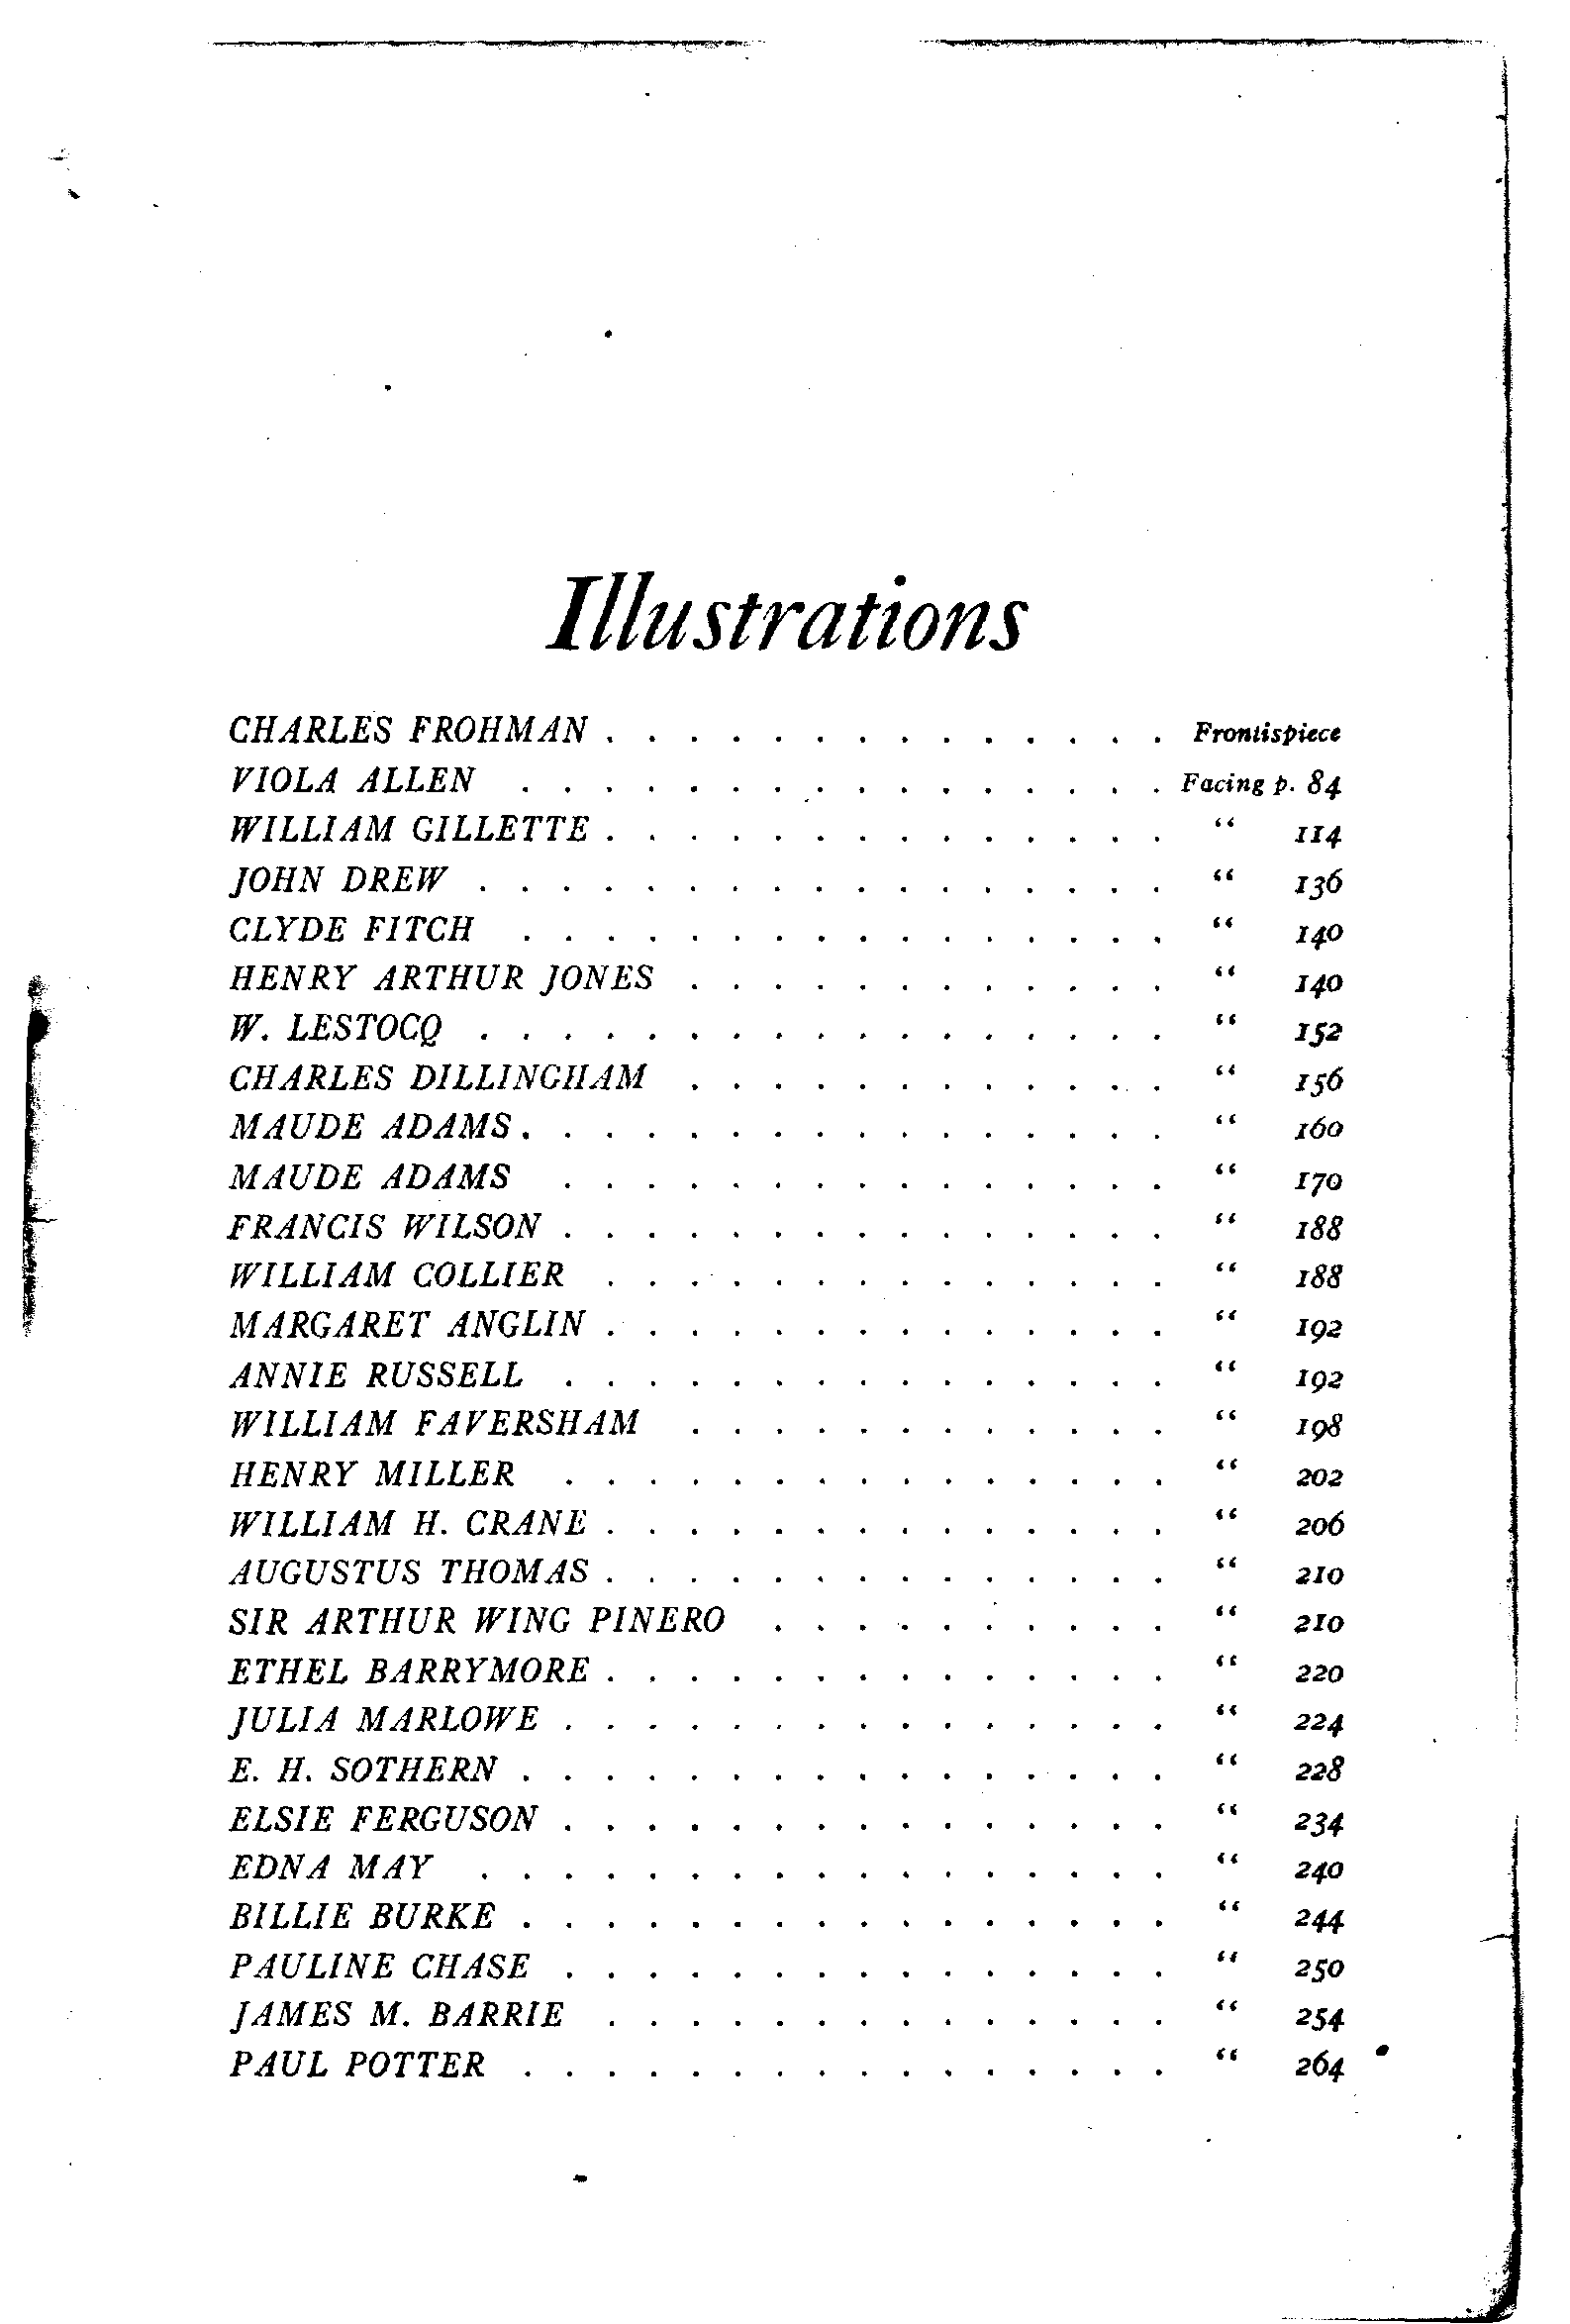 Illustrations
CHARLES FROHMAN . . . . . . . . . . . . . . Frontispiece
VIOLA ALLEN . . . . . . . . . . . . . . . . Facing p. 84
WILLIAM GILLETTE . . . . . . . . . . . . . . “ 114
JOHN DREW . . . . . . . . . . . . . . . . . “ 136
CLYDE FITCH . . . . . . . . . . . . . . . . “ 140
HENRY ARTHUR JONES . . . . . . . . . . . . “ 140
W. LESTOCQ . . . . . . . . . . . . . . . . . “ 152
CHARLES DILLINGHAM . . . . . . . . . . . . “ 156
MAUDE ADAMS . . . . . . . . . . . . . . . . “ 160
MAUDE ADAMS . . . . . . . . . . . . . . . “ 170
FRANCIS WILSON . . . . . . . . . . . . . . . “ 188
WILLIAM COLLIER . . . . . . . . . . . . . . “ 188
MARGARET ANGLIN . . . . . . . . . . . . . . “ 192
ANNIE RUSSELL . . . . . . . . . . . . . . . “ 192
WILLIAM FAVERSHAM . . . . . . . . . . . . “ 198
HENRY MILLER . . . . . . . . . . . . . . . “ 202
WILLIAM H. CRANE . . . . . . . . . . . . . . “ 206
AUGUSTUS THOMAS . . . . . . . . . . . . . . “ 210
SIR ARTHUR WING PINERO . . . . . . . . . . “ 210
ETHEL BARRYMORE . . . . . . . . . . . . . . “ 220
JULIA MARLOWE . . . . . . . . . . . . . . . “ 224
E. H. SOTHERN . . . . . . . . . . . . . . . . “ 228
ELSIE FERGUSON . . . . . . . . . . . . . . . “ 234
EDNA MAY . . . . . . . . . . . . . . . . . “ 240
BILLIE BURKE . . . . . . . . . . . . . . . . “ 244
PAULINE CHASE . . . . . . . . . . . . . . . “ 250
JAMES M. BARRIE . . . . . . . . . . . . . . “ 254
PAUL POTTER . . . . . . . . . . . . . . . . “ 264